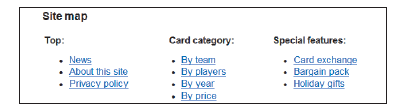 Site map
Top:
News
About this site
Privacy policy
Card category:
By team
By players
By year
By price
Special features:
Card exchange
Bargain pack
Holiday gifts